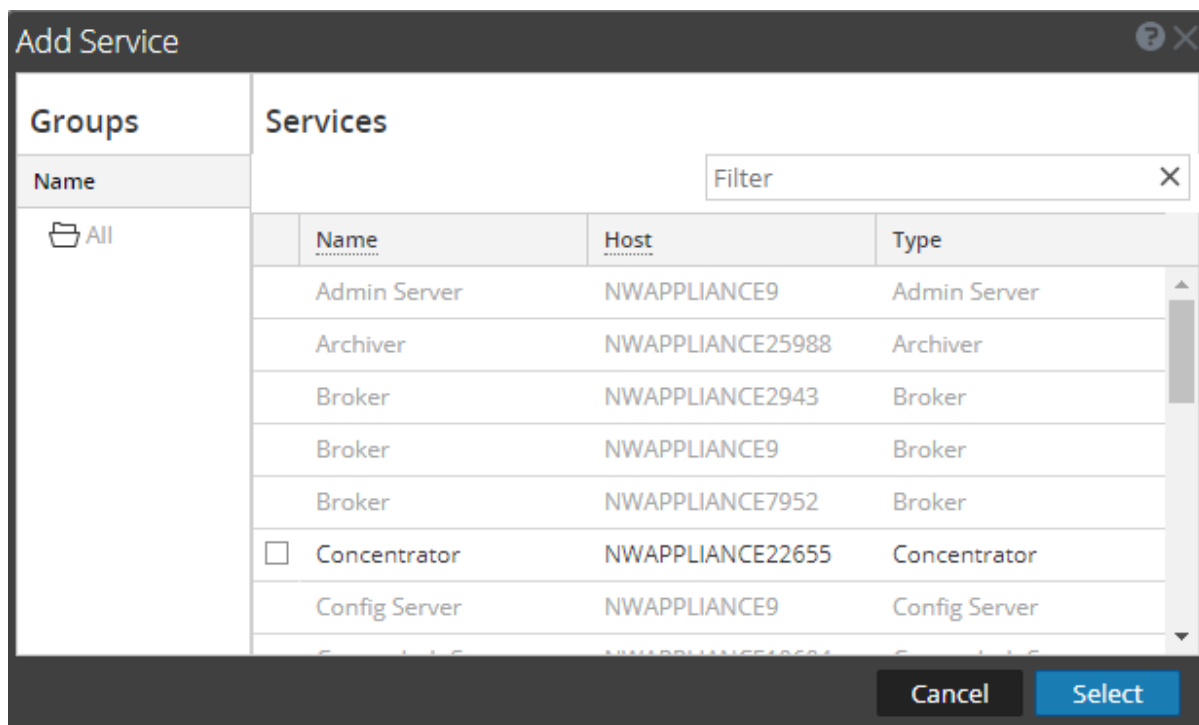 Add Service
Groups
Services
Name
Filter
All
Name Host Type
Admin Server NWAPPLIANCE9 Admin Server
Archiver NWAPPLIANCE25988 Archiver
Broker NWAPPLIANCE2943 Broker
Broker NWAPPLIANCE9 Broker
Broker NWAPPLIANCE7952 Broker
Concentrator NWAPPLIANCE22655 Concentrator
Config Server NWAPPLIANCE9 Config Server
Cancel Select